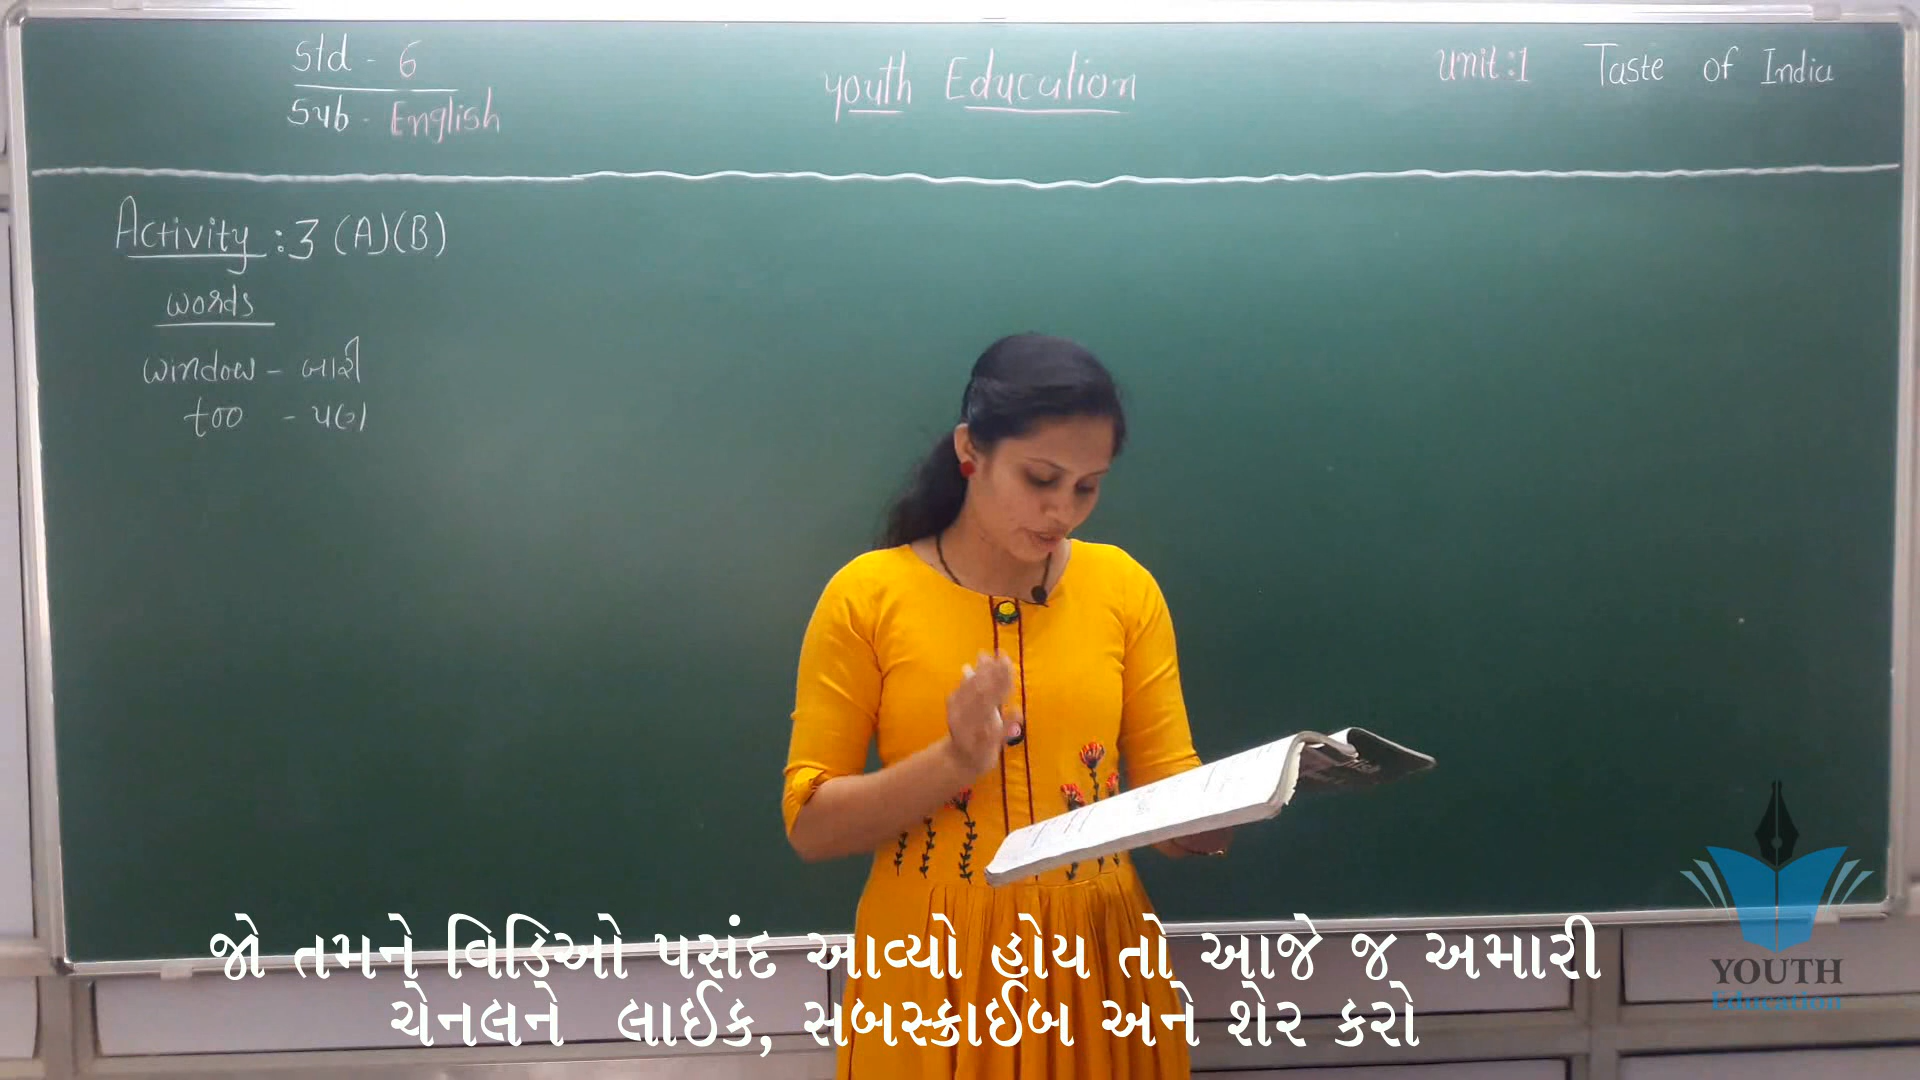 Std - 6
Sub - English
Youth Education
Unit:1 Taste of India
Activity : 3 (A)(B)
words
window - બારી
too - પણ
જો તમને વિડિઓ પસંદ આવ્યો હોય તો આજે જ અમારી
ચેનલને લાઈક, સબસ્ક્રાઈબ અને શેર કરો
YOUTH
Education